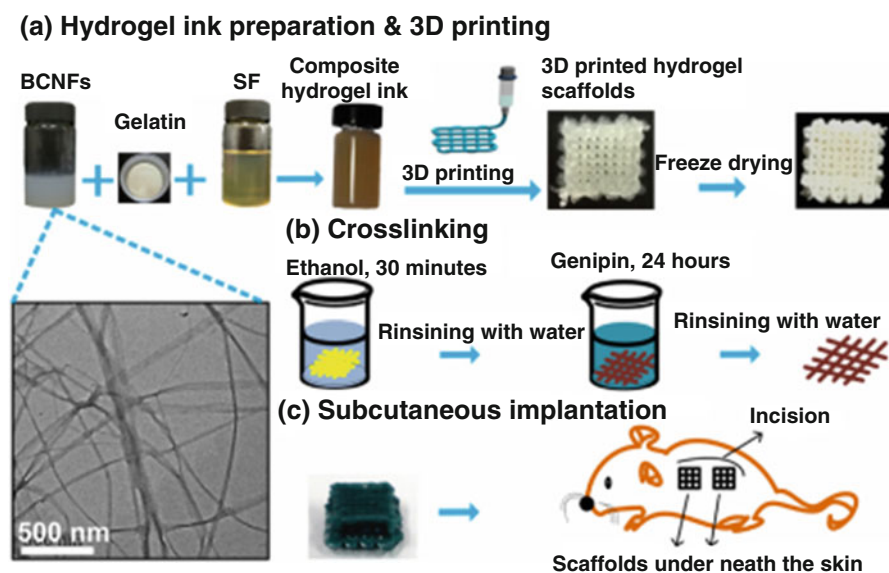 (a) Hydrogel ink preparation & 3D printing
BCNFs
Gelatin
SF
Composite
hydrogel ink
3D printing
3D printed hydrogel
scaffolds
Freeze drying
(b) Crosslinking
Ethanol, 30 minutes
Rinsining with water
Genipin, 24 hours
Rinsining with water
500 nm
(c) Subcutaneous implantation
Incision
Scaffolds under neath the skin